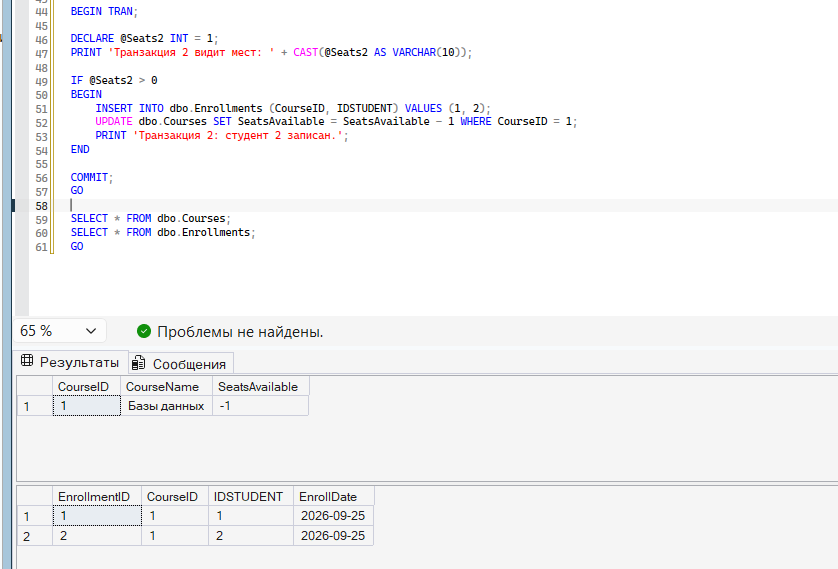 44 BEGIN TRAN;
45
46 DECLARE @Seats2 INT = 1;
47 PRINT 'Транзакция 2 видит мест: ' + CAST(@Seats2 AS VARCHAR(10));
48
49 IF @Seats2 > 0
50 BEGIN
51 INSERT INTO dbo.Enrollments (CourseID, IDSTUDENT) VALUES (1, 2);
52 UPDATE dbo.Courses SET SeatsAvailable = SeatsAvailable - 1 WHERE CourseID = 1;
53 PRINT 'Транзакция 2: студент 2 записан.';
54 END
55
56 COMMIT;
57 GO
58
59 SELECT * FROM dbo.Courses;
60 SELECT * FROM dbo.Enrollments;
61 GO
65 % Проблемы не найдены.
Результаты Сообщения
CourseID CourseName SeatsAvailable
1 1 Базы данных -1
EnrollmentID CourseID IDSTUDENT EnrollDate
1 1 1 1 2026-09-25
2 2 1 2 2026-09-25